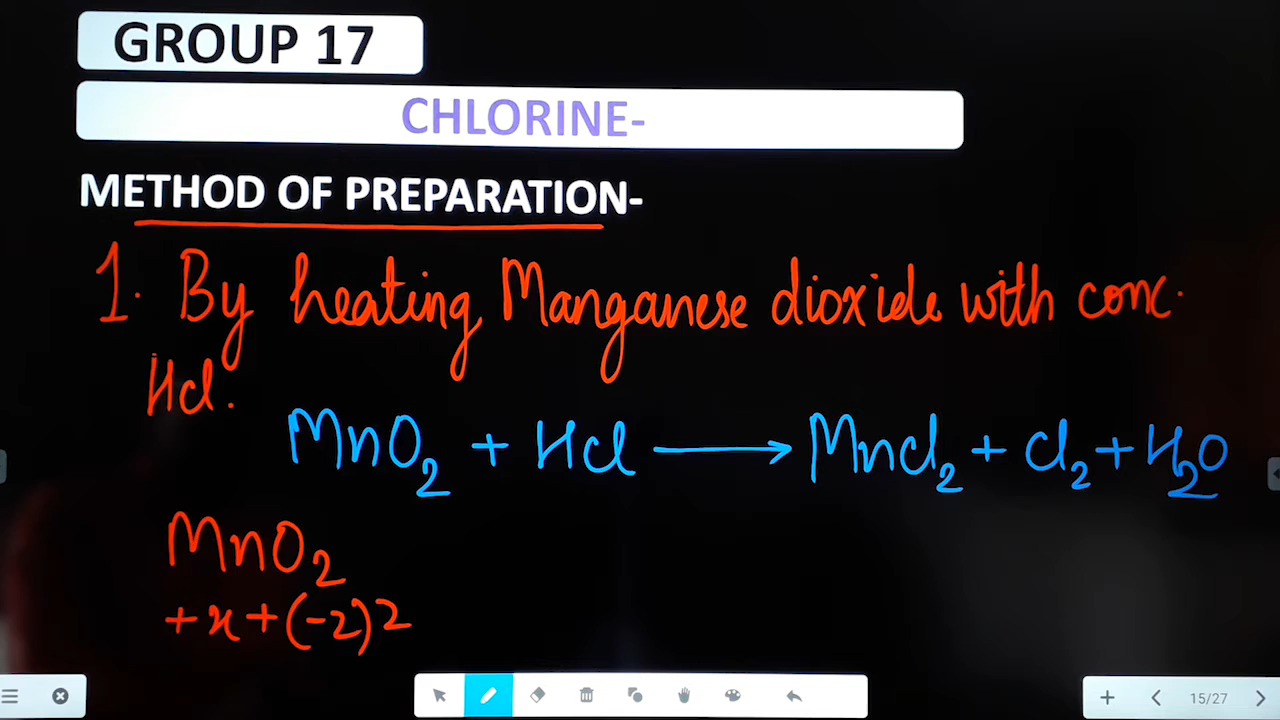 GROUP 17
CHLORINE-
METHOD OF PREPARATION-
1. By heating Manganese dioxide with conc.
Hcl.
MnO₂ + Hcl ⟶ Mncl₂ + Cl₂ + H₂O
MnO₂
+x+(-2)2
15/27